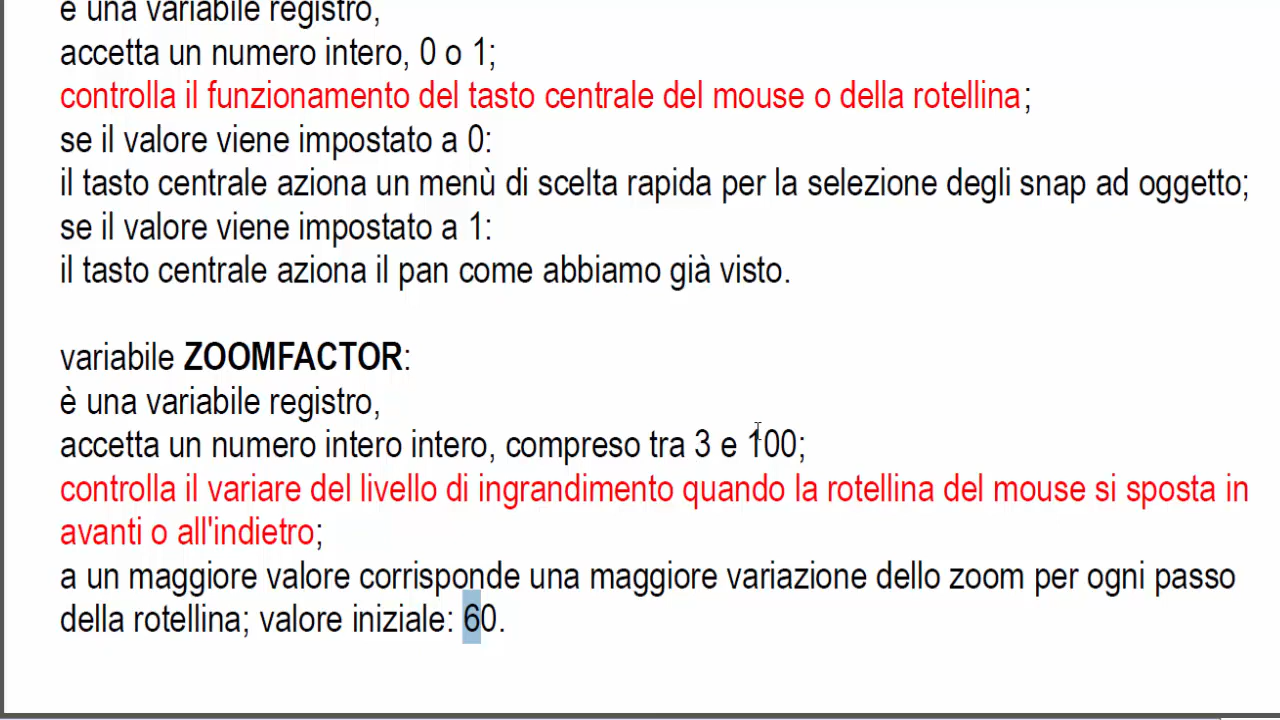 è una variabile registro,
accetta un numero intero, 0 o 1;
controlla il funzionamento del tasto centrale del mouse o della rotellina;
se il valore viene impostato a 0:
il tasto centrale aziona un menù di scelta rapida per la selezione degli snap ad oggetto;
se il valore viene impostato a 1:
il tasto centrale aziona il pan come abbiamo già visto.
variabile ZOOMFACTOR:
è una variabile registro,
accetta un numero intero intero, compreso tra 3 e 100;
controlla il variare del livello di ingrandimento quando la rotellina del mouse si sposta in
avanti o all'indietro;
a un maggiore valore corrisponde una maggiore variazione dello zoom per ogni passo
della rotellina; valore iniziale: 60.